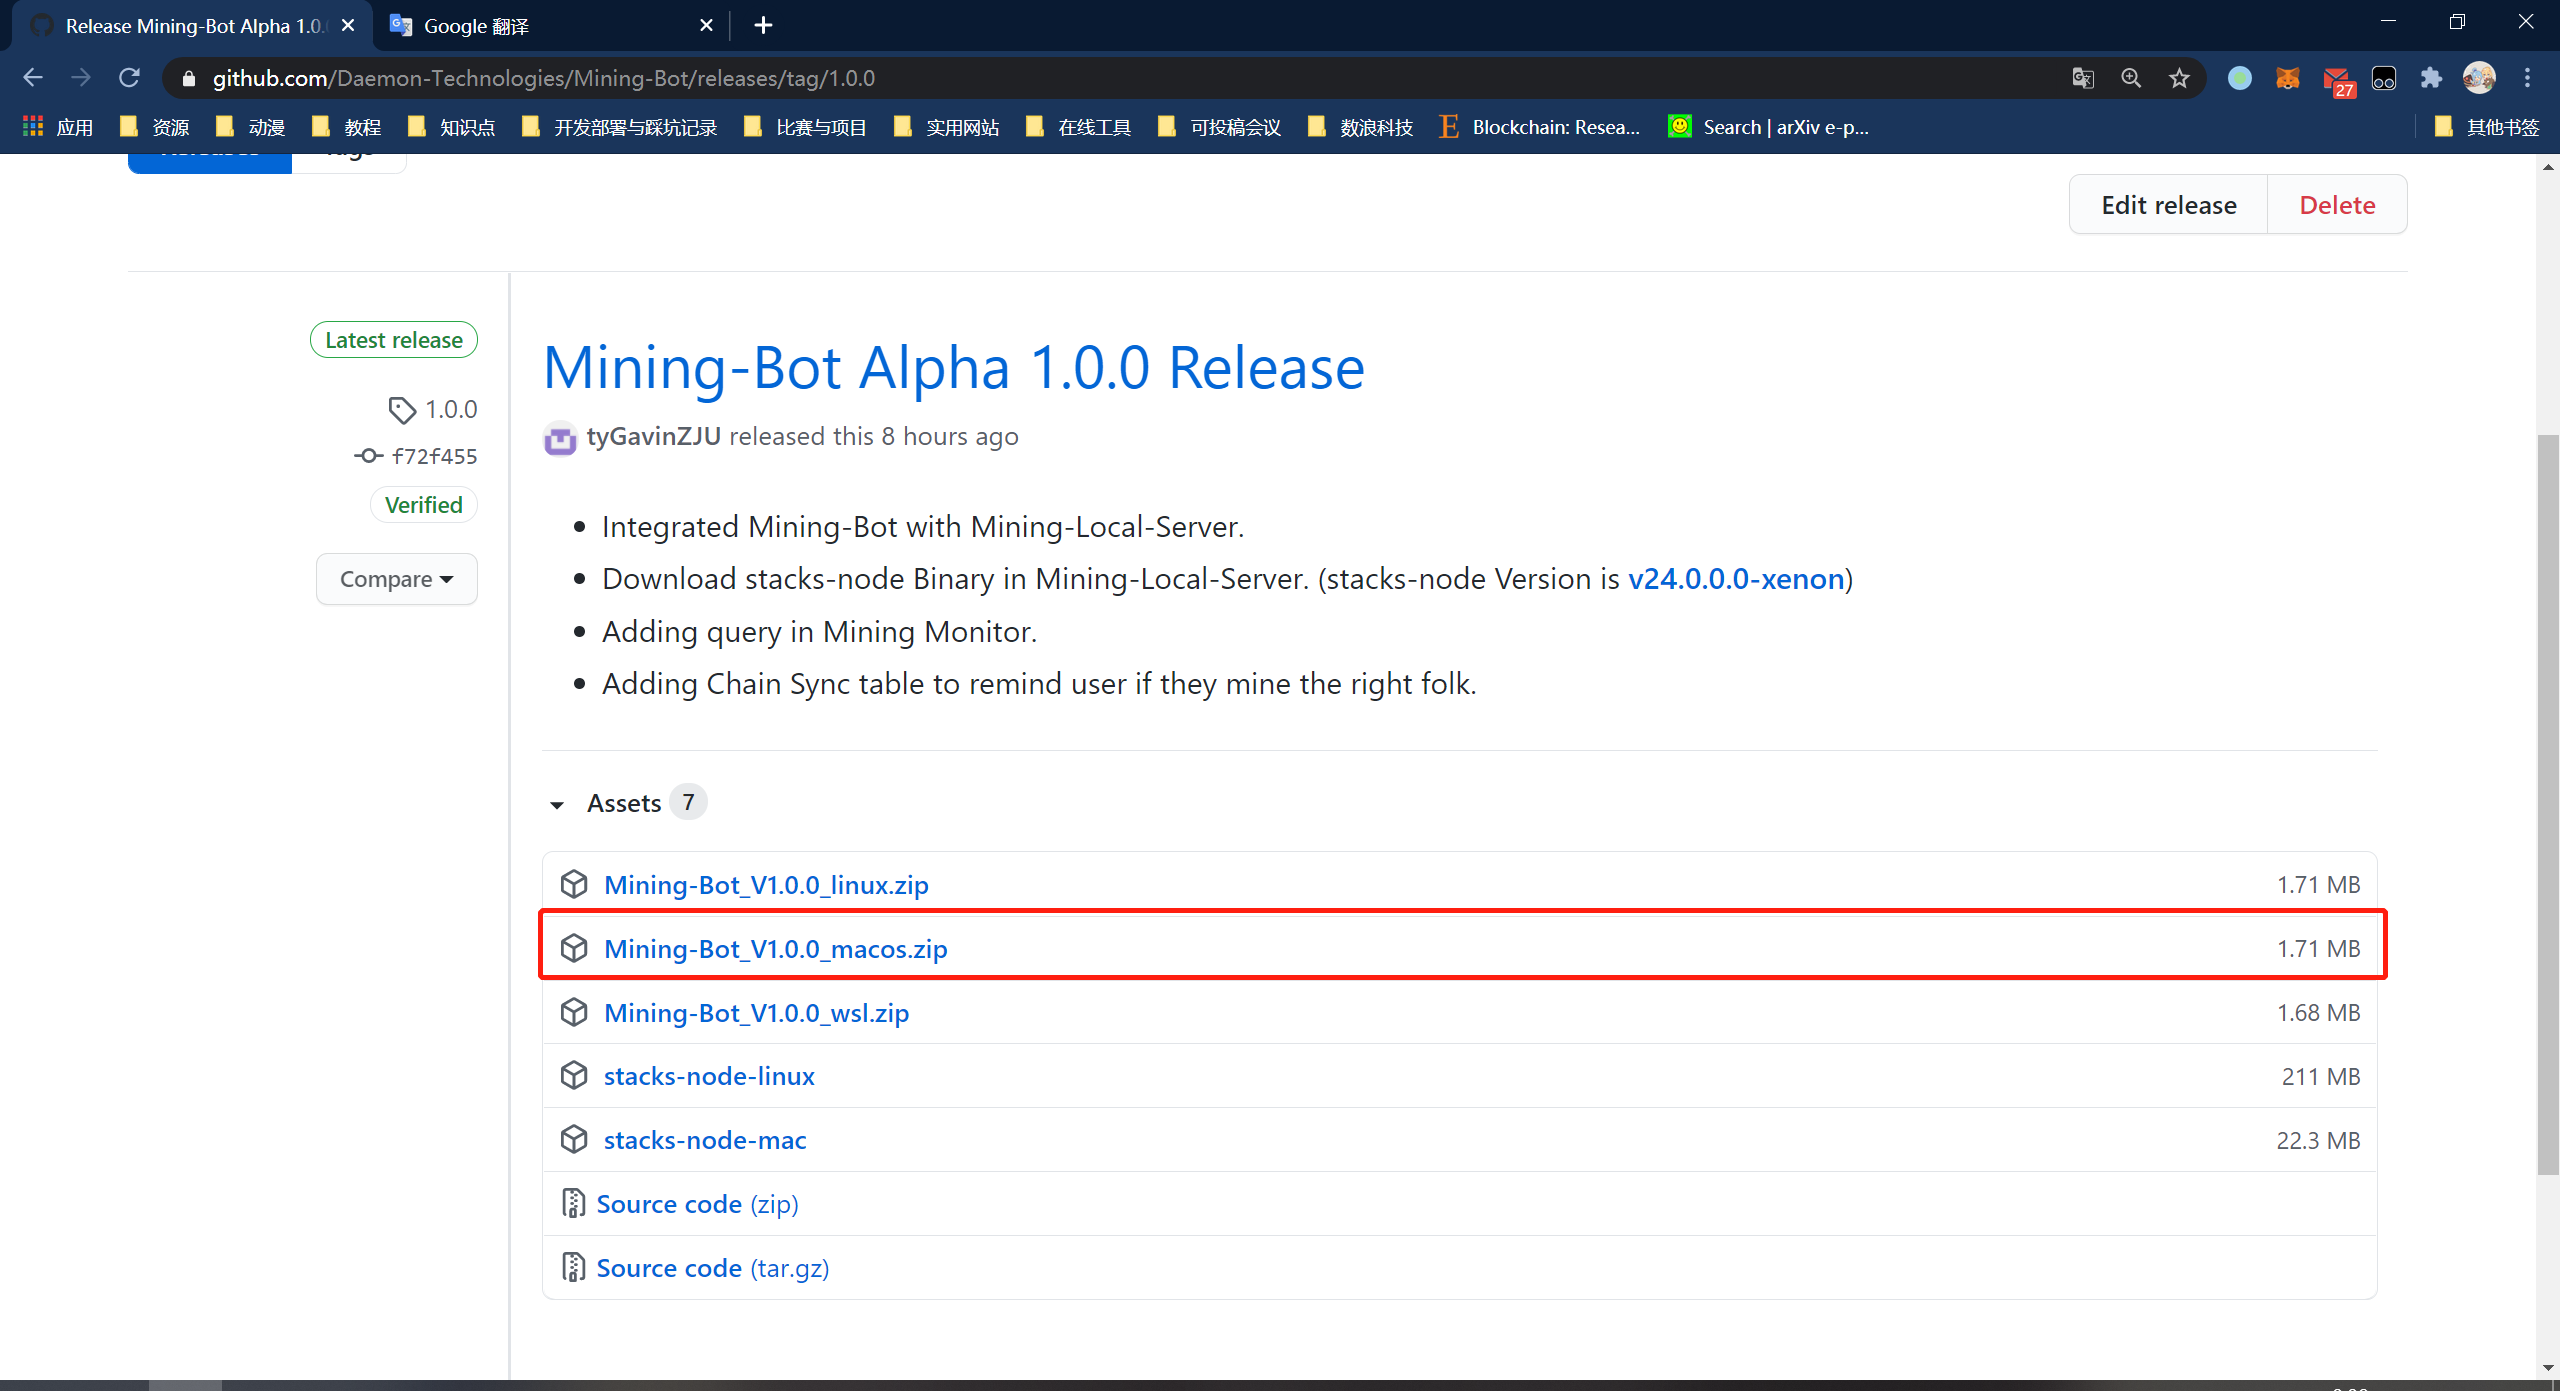 Release Mining-Bot Alpha 1.0.
Google 翻译
github.com/Daemon-Technologies/Mining-Bot/releases/tag/1.0.0
27
应用
资源
动漫
教程
知识点
开发部署与踩坑记录
比赛与项目
实用网站
在线工具
可投稿会议
数浪科技
Blockchain: Resea...
Search | arXiv e-p...
其他书签
Releases
Tags
Edit release
Delete
Latest release
1.0.0
f72f455
Verified
Compare
Mining-Bot Alpha 1.0.0 Release
tyGavinZJU released this 8 hours ago
Integrated Mining-Bot with Mining-Local-Server.
Download stacks-node Binary in Mining-Local-Server. (stacks-node Version is v24.0.0.0-xenon)
Adding query in Mining Monitor.
Adding Chain Sync table to remind user if they mine the right folk.
Assets 7
Mining-Bot_V1.0.0_linux.zip 1.71 MB
Mining-Bot_V1.0.0_macos.zip 1.71 MB
Mining-Bot_V1.0.0_wsl.zip 1.68 MB
stacks-node-linux 211 MB
stacks-node-mac 22.3 MB
Source code (zip)
Source code (tar.gz)